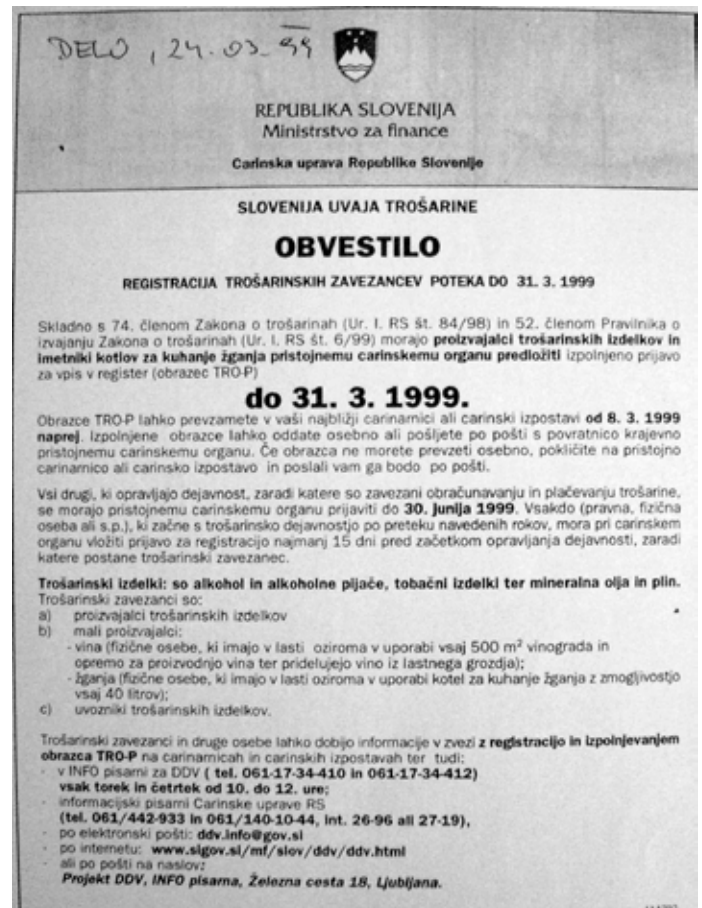 DELO, 24.03.99
REPUBLIKA SLOVENIJA
Ministrstvo za finance
Carinska uprava Republike Slovenije
SLOVENIJA UVAJA TROŠARINE
OBVESTILO
REGISTRACIJA TROŠARINSKIH ZAVEZANCEV POTEKA DO 31. 3. 1999
Skladno s 74. členom Zakona o trošarinah (Ur. l. RS št. 84/98) in 52. členom Pravilnika o
izvajanju Zakona o trošarinah (Ur. l. RS št. 6/99) morajo proizvajalci trošarinskih izdelkov in
imetniki kotlov za kuhanje žganja pristojnemu carinskemu organu predložiti izpolnjeno prijavo
za vpis v register (obrazec TRO-P)
do 31. 3. 1999.
Obrazce TRO-P lahko prevzamete v vaši najbližji carinarnici ali carinski izpostavi od 8. 3. 1999
naprej. Izpolnjene obrazce lahko oddate osebno ali pošljete po pošti s povratnico krajevno
pristojnemu carinskemu organu. Če obrazca ne morete prevzeti osebno, pokličite na pristojno
carinarnico ali carinsko izpostavo in poslali vam ga bodo po pošti.
Vsi drugi, ki opravljajo dejavnost, zaradi katere so zavezani obračunavanju in plačevanju trošarine,
se morajo pristojnemu carinskemu organu prijaviti do 30. junija 1999. Vsakdo (pravna, fizična
oseba ali s.p.), ki začne s trošarinsko dejavnostjo po preteku navedenih rokov, mora pri carinskem
organu vložiti prijavo za registracijo najmanj 15 dni pred začetkom opravljanja dejavnosti, zaradi
katere postane trošarinski zavezanec.
Trošarinski izdelki: so alkohol in alkoholne pijače, tobačni izdelki ter mineralna olja in plin.
Trošarinski zavezanci so:
a) proizvajalci trošarinskih izdelkov
b) mali proizvajalci:
- vina (fizične osebe, ki imajo v lasti oziroma v uporabi vsaj 500 m² vinograda in
opremo za proizvodnjo vina ter pridelujejo vino iz lastnega grozdja);
- žganja (fizične osebe, ki imajo v lasti oziroma v uporabi kotel za kuhanje žganja z zmogljivostjo
vsaj 40 litrov);
c) uvozniki trošarinskih izdelkov.
Trošarinski zavezanci in druge osebe lahko dobijo informacije v zvezi z registracijo in izpolnjevanjem
obrazca TRO-P na carinarnicah in carinskih izpostavah ter tudi:
- v INFO pisarni za DDV ( tel. 061-17-34-410 in 061-17-34-412)
vsak torek in četrtek od 10. do 12. ure;
- informacijski pisarni Carinske uprave RS
(tel. 061/442-933 in 061/140-10-44, int. 26-96 ali 27-19),
- po elektronski pošti: ddv.info@gov.si
- po internetu: www.sigov.si/mf/slov/ddv/ddv.html
- ali po pošti na naslov:
Projekt DDV, INFO pisarna, Železna cesta 18, Ljubljana.